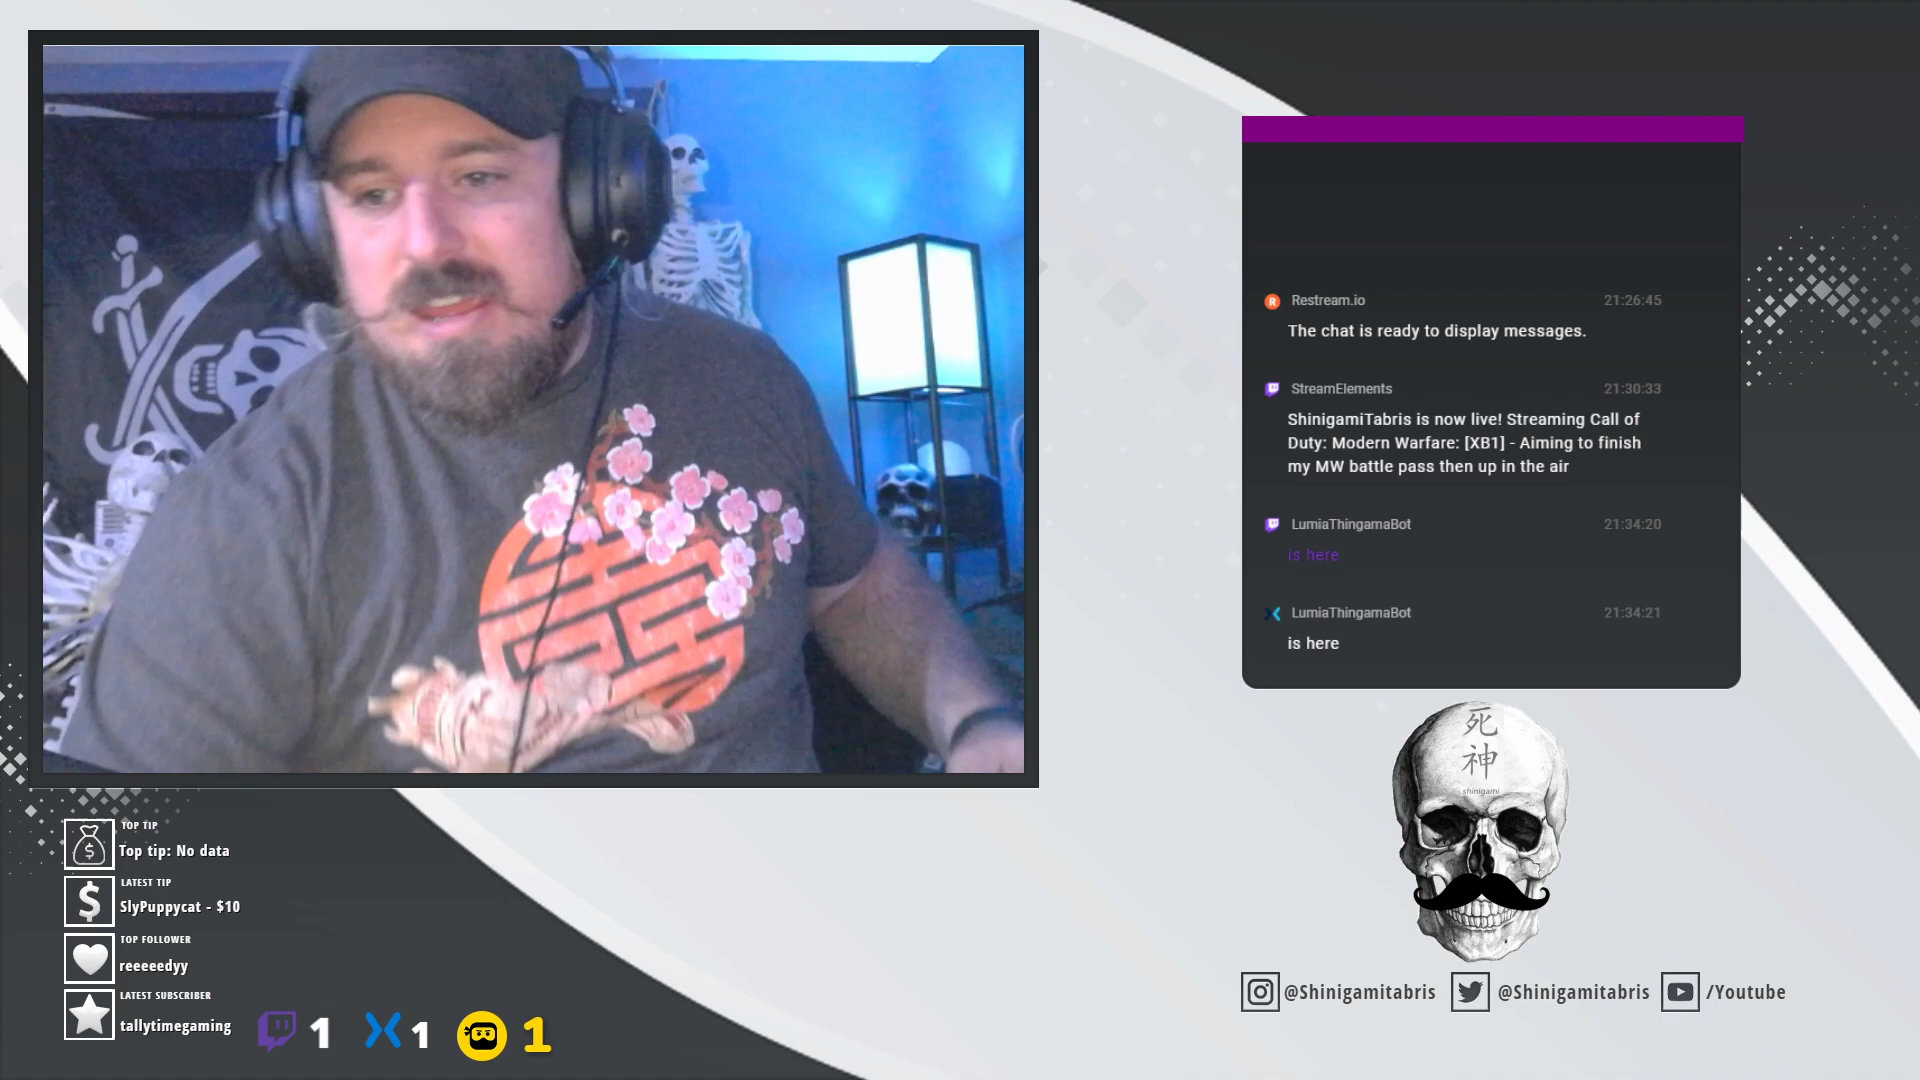 Restream.io 21:26:45
The chat is ready to display messages.
StreamElements 21:30:33
ShinigamiTabris is now live! Streaming Call of
Duty: Modern Warfare: [XB1] - Aiming to finish
my MW battle pass then up in the air
LumiaThingamaBot 21:34:20
is here
LumiaThingamaBot 21:34:21
is here
死
神
shinigami
TOP TIP
Top tip: No data
LATEST TIP
SlyPuppycat - $10
TOP FOLLOWER
reeeeedyy
LATEST SUBSCRIBER
tallytimegaming
1 1 1
@Shinigamitabris @Shinigamitabris /Youtube